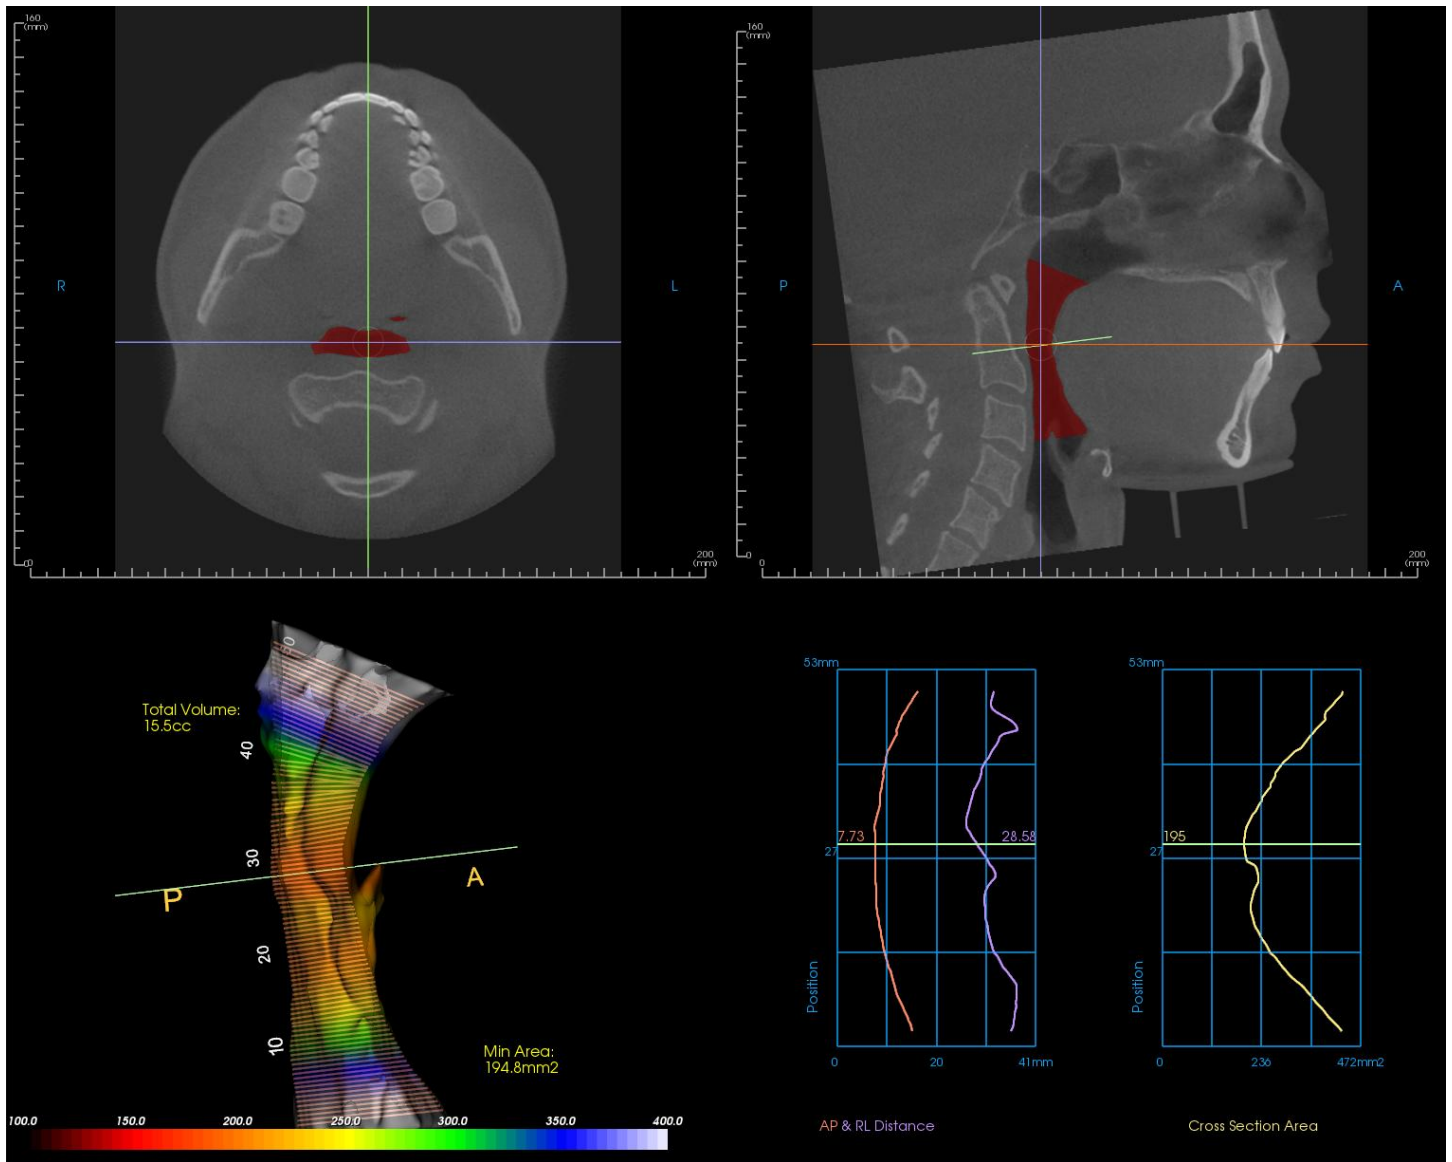 160
(mm)
R
L
0
0
200
(mm)
160
(mm)
P
A
0
0
200
(mm)
Total Volume:
15.5cc
50
40
30
20
10
P
A
Min Area:
194.8mm2
100.0 150.0 200.0 250.0 300.0 350.0 400.0
53mm
7.73
28.58
27
Position
0 20 41mm
AP & RL Distance
53mm
195
27
Position
0 236 472mm2
Cross Section Area